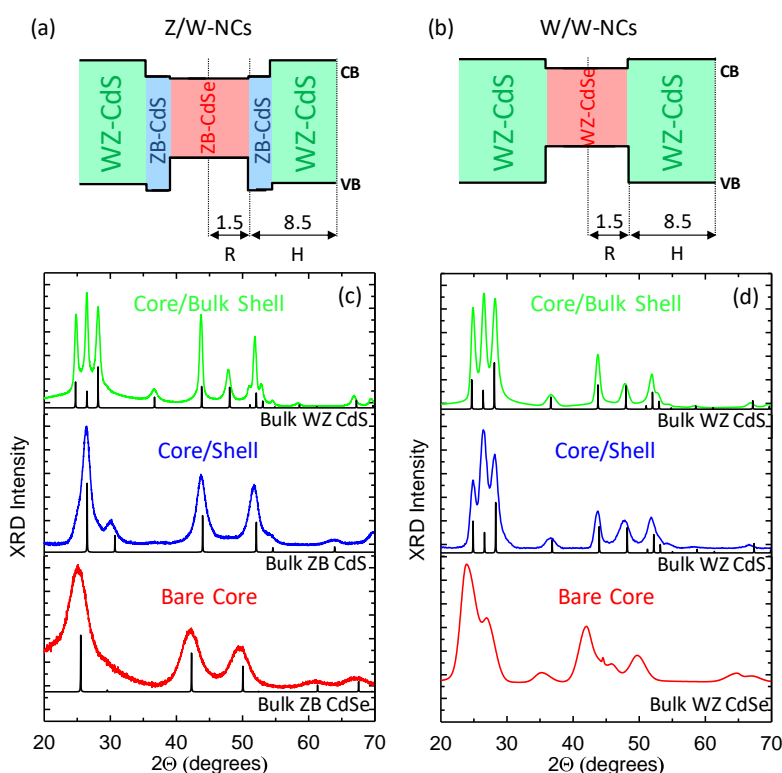 (a)
Z/W-NCs
WZ-CdS
ZB-CdS
ZB-CdSe
ZB-CdS
WZ-CdS
CB
VB
1.5
8.5
R
H
(b)
W/W-NCs
WZ-CdS
WZ-CdSe
WZ-CdS
CB
VB
1.5
8.5
R
H
(c)
Core/Bulk Shell
Bulk WZ CdS
Core/Shell
Bulk ZB CdS
Bare Core
Bulk ZB CdSe
XRD Intensity
20 30 40 50 60 70
2Θ (degrees)
(d)
Core/Bulk Shell
Bulk WZ CdS
Core/Shell
Bulk WZ CdS
Bare Core
Bulk WZ CdSe
XRD Intensity
20 30 40 50 60 70
2Θ (degrees)